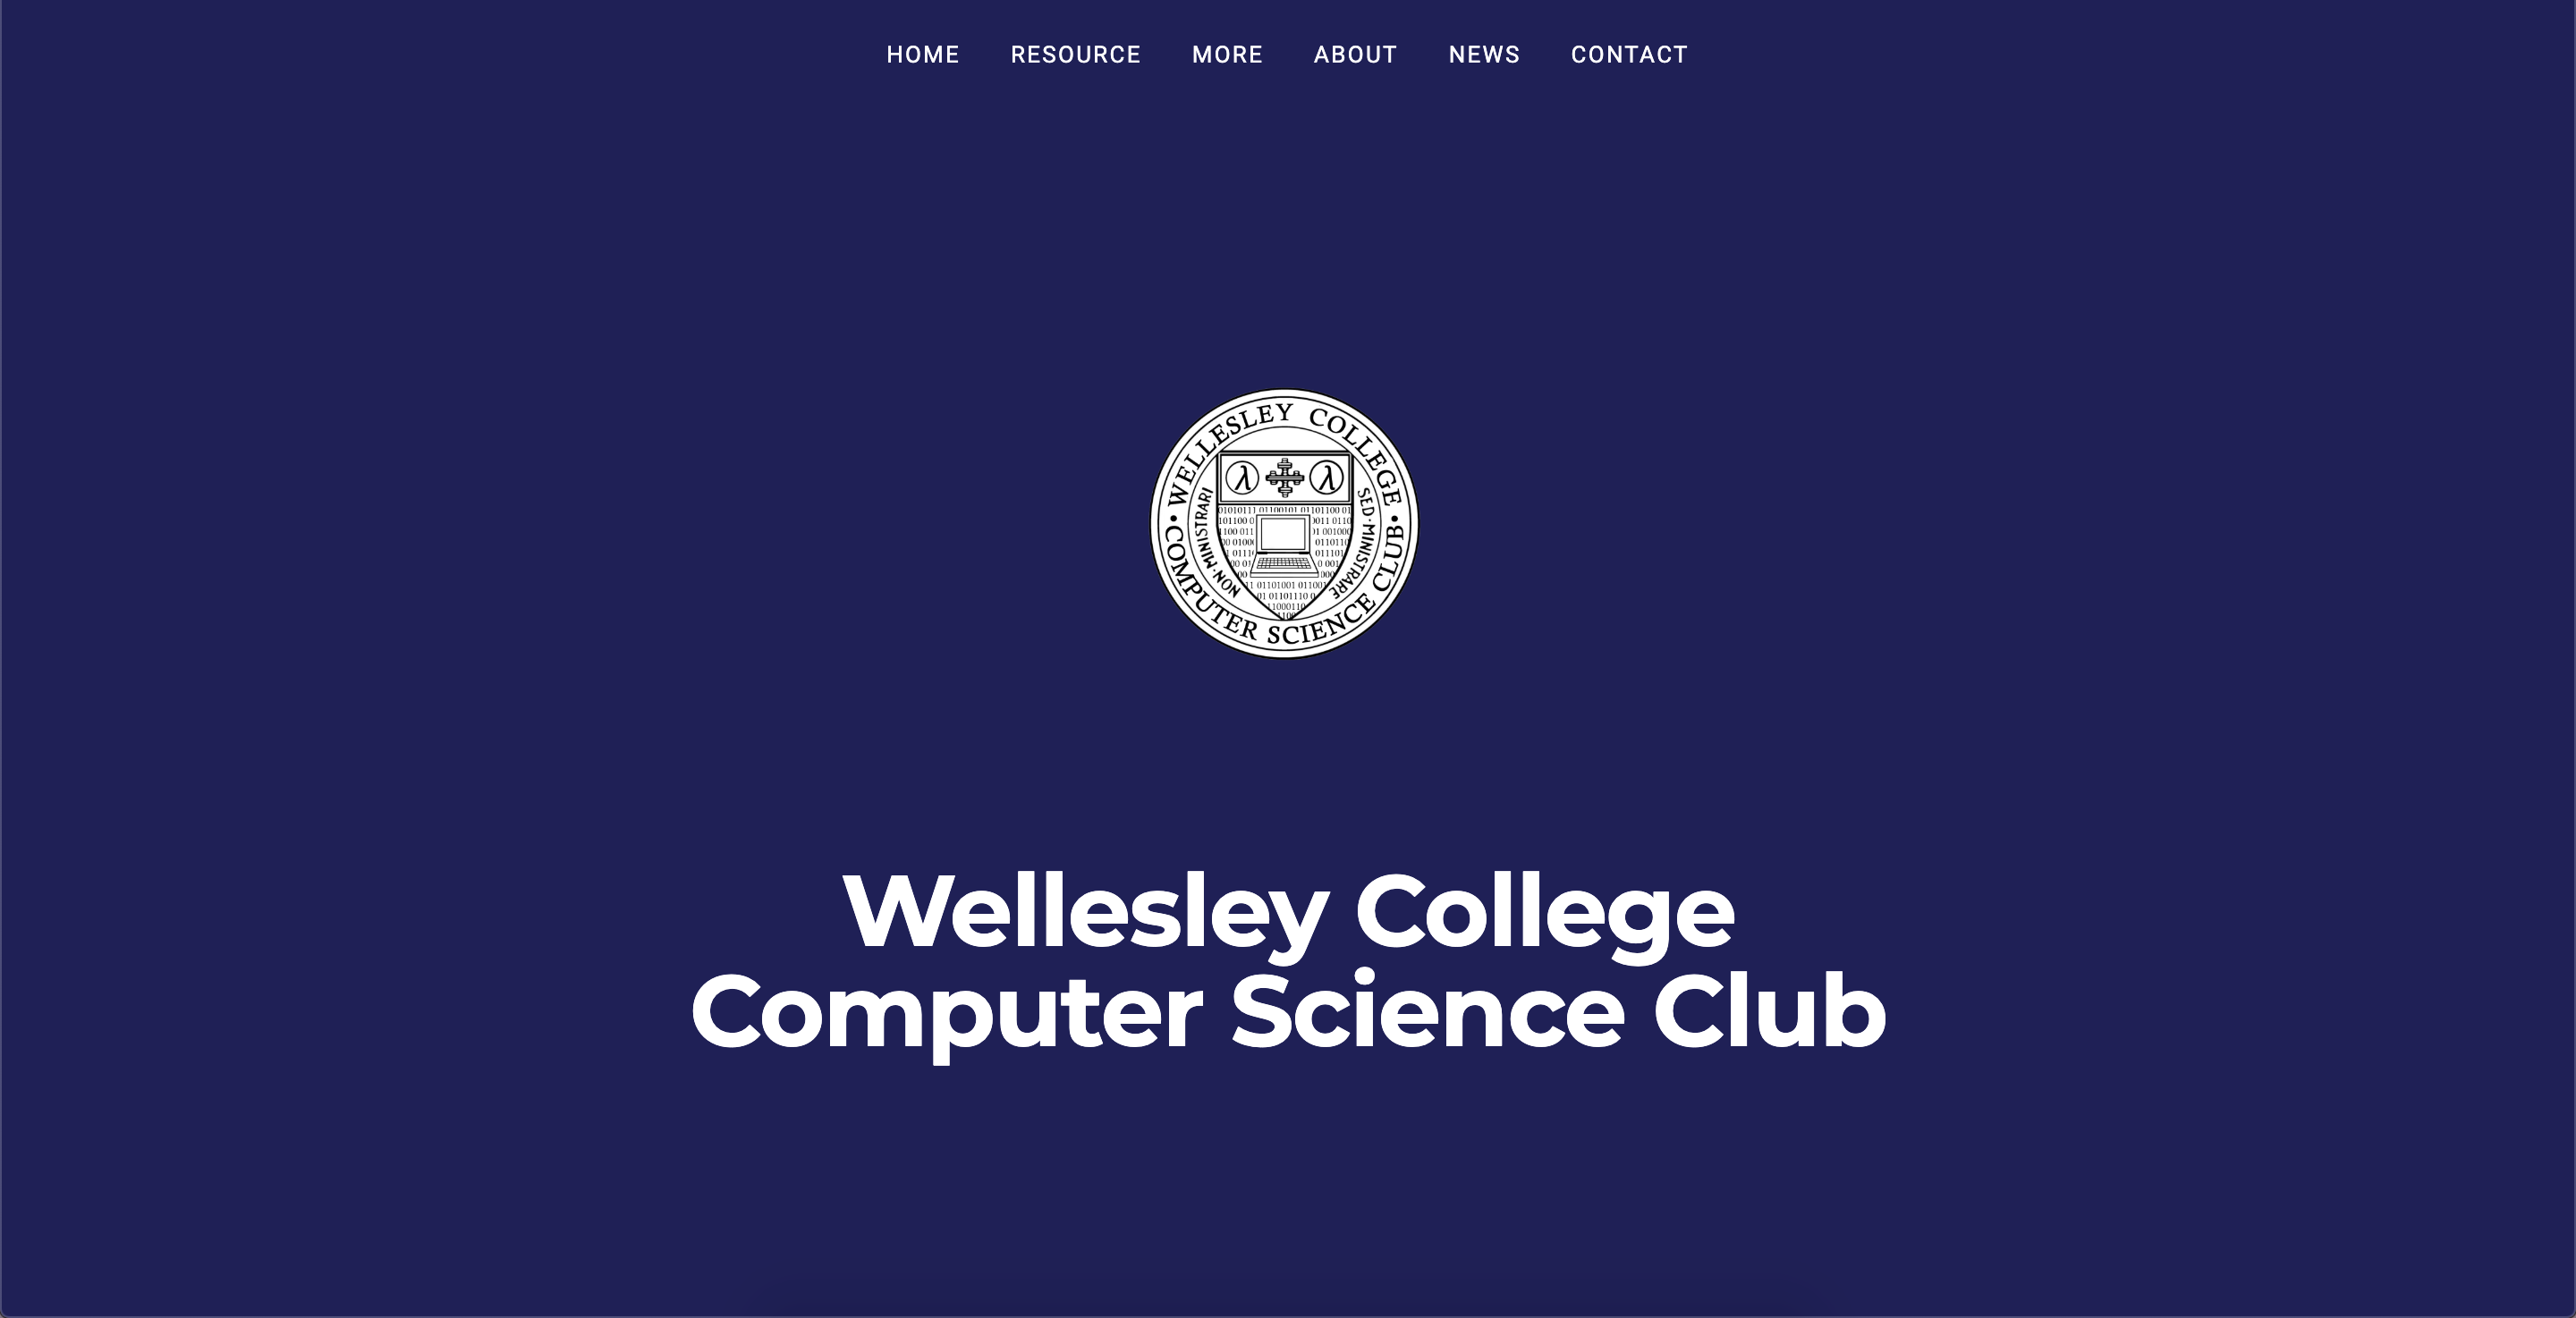 HOME RESOURCE MORE ABOUT NEWS CONTACT
WELLESLEY COLLEGE
λ λ
NON·MINISTRARI
SED·MINISTRARE
COMPUTER SCIENCE CLUB
Wellesley College
Computer Science Club